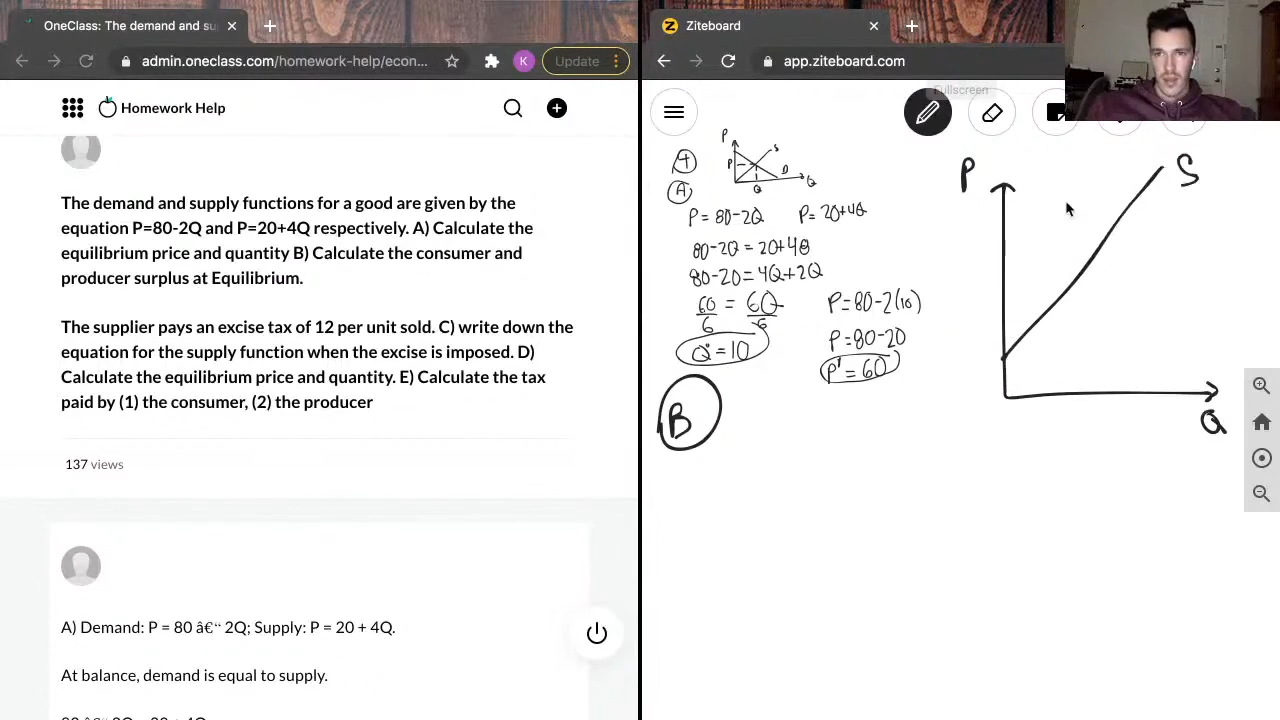 OneClass: The demand and su
Ziteboard
admin.oneclass.com/homework-help/econ...
K
Update
app.ziteboard.com
Homework Help
Fullscreen
The demand and supply functions for a good are given by the
equation P=80-2Q and P=20+4Q respectively. A) Calculate the
equilibrium price and quantity B) Calculate the consumer and
producer surplus at Equilibrium.
The supplier pays an excise tax of 12 per unit sold. C) write down the
equation for the supply function when the excise is imposed. D)
Calculate the equilibrium price and quantity. E) Calculate the tax
paid by (1) the consumer, (2) the producer
137 views
A) Demand: P = 80 â€“ 2Q; Supply: P = 20 + 4Q.
At balance, demand is equal to supply.
P
S
P
D
Q
Q
A
P=80-2Q P=20+4Q
80-2Q=20+4Q
80-20=4Q+2Q
60/6 = 6Q/6
Q*=10
P=80-2(10)
P=80-20
P*=60
B
P
S
Q